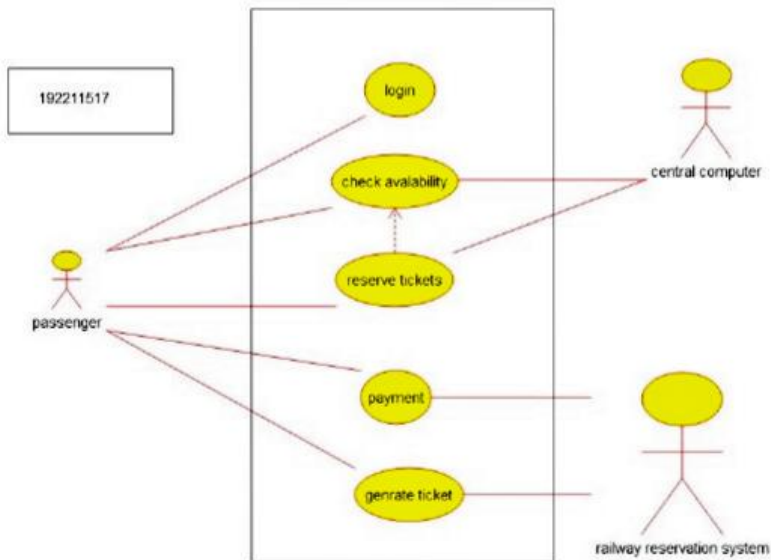 192211517
login
central computer
check avalability
reserve tickets
passenger
payment
genrate ticket
railway reservation system